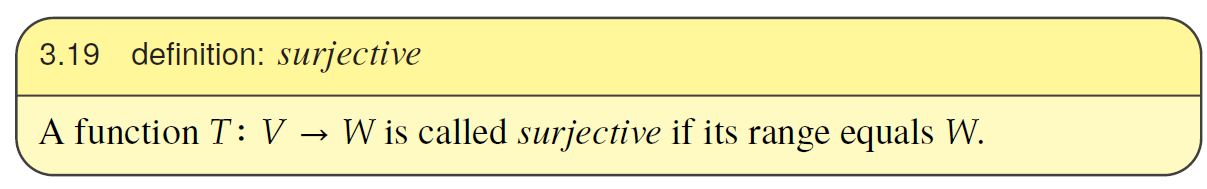 3.19 definition: surjective
A function T: V → W is called surjective if its range equals W.